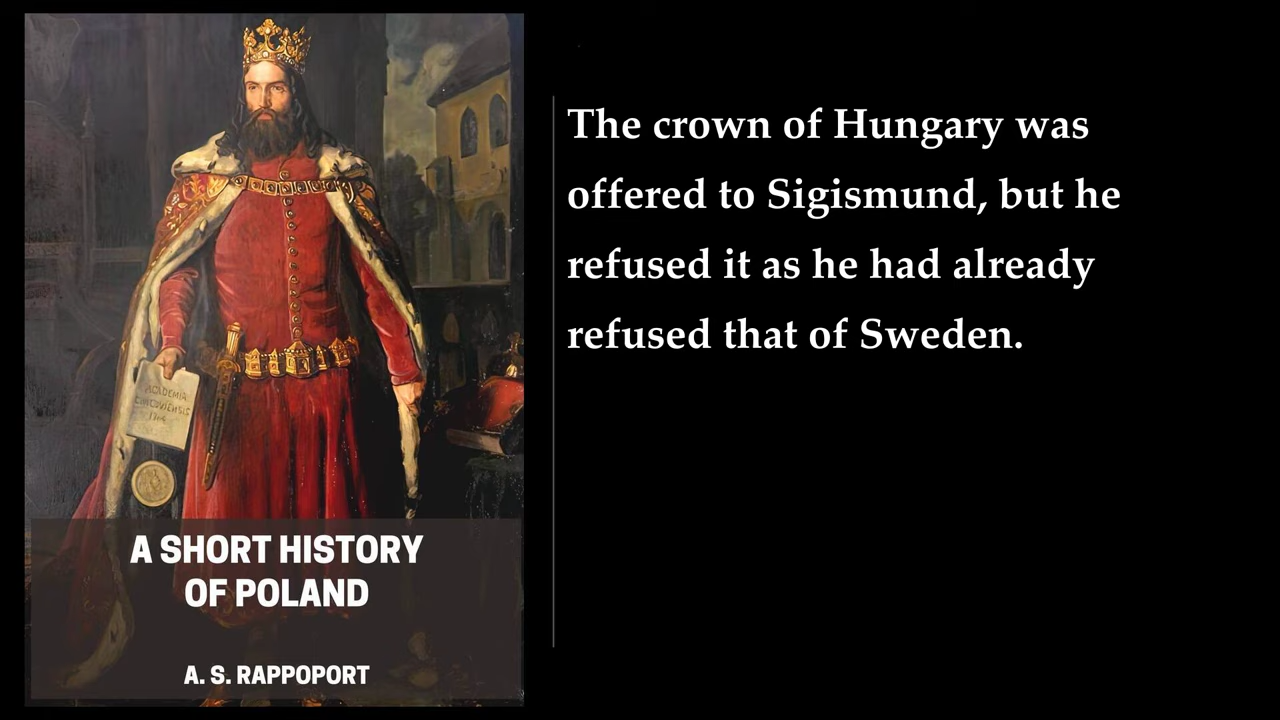 The crown of Hungary was
offered to Sigismund, but he
refused it as he had already
refused that of Sweden.
ACADEMIA
A SHORT HISTORY
OF POLAND
A. S. RAPPOPORT